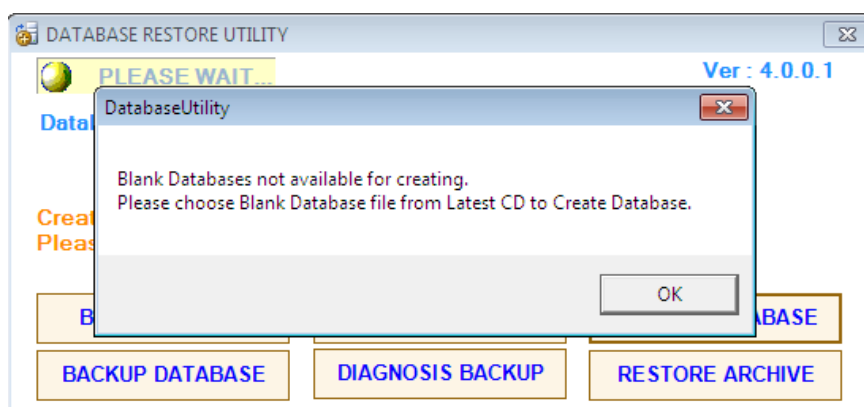 DATABASE RESTORE UTILITY
PLEASE WAIT...
Ver : 4.0.0.1
DatabaseUtility
Blank Databases not available for creating.
Please choose Blank Database file from Latest CD to Create Database.
OK
BACKUP DATABASE
DIAGNOSIS BACKUP
RESTORE ARCHIVE